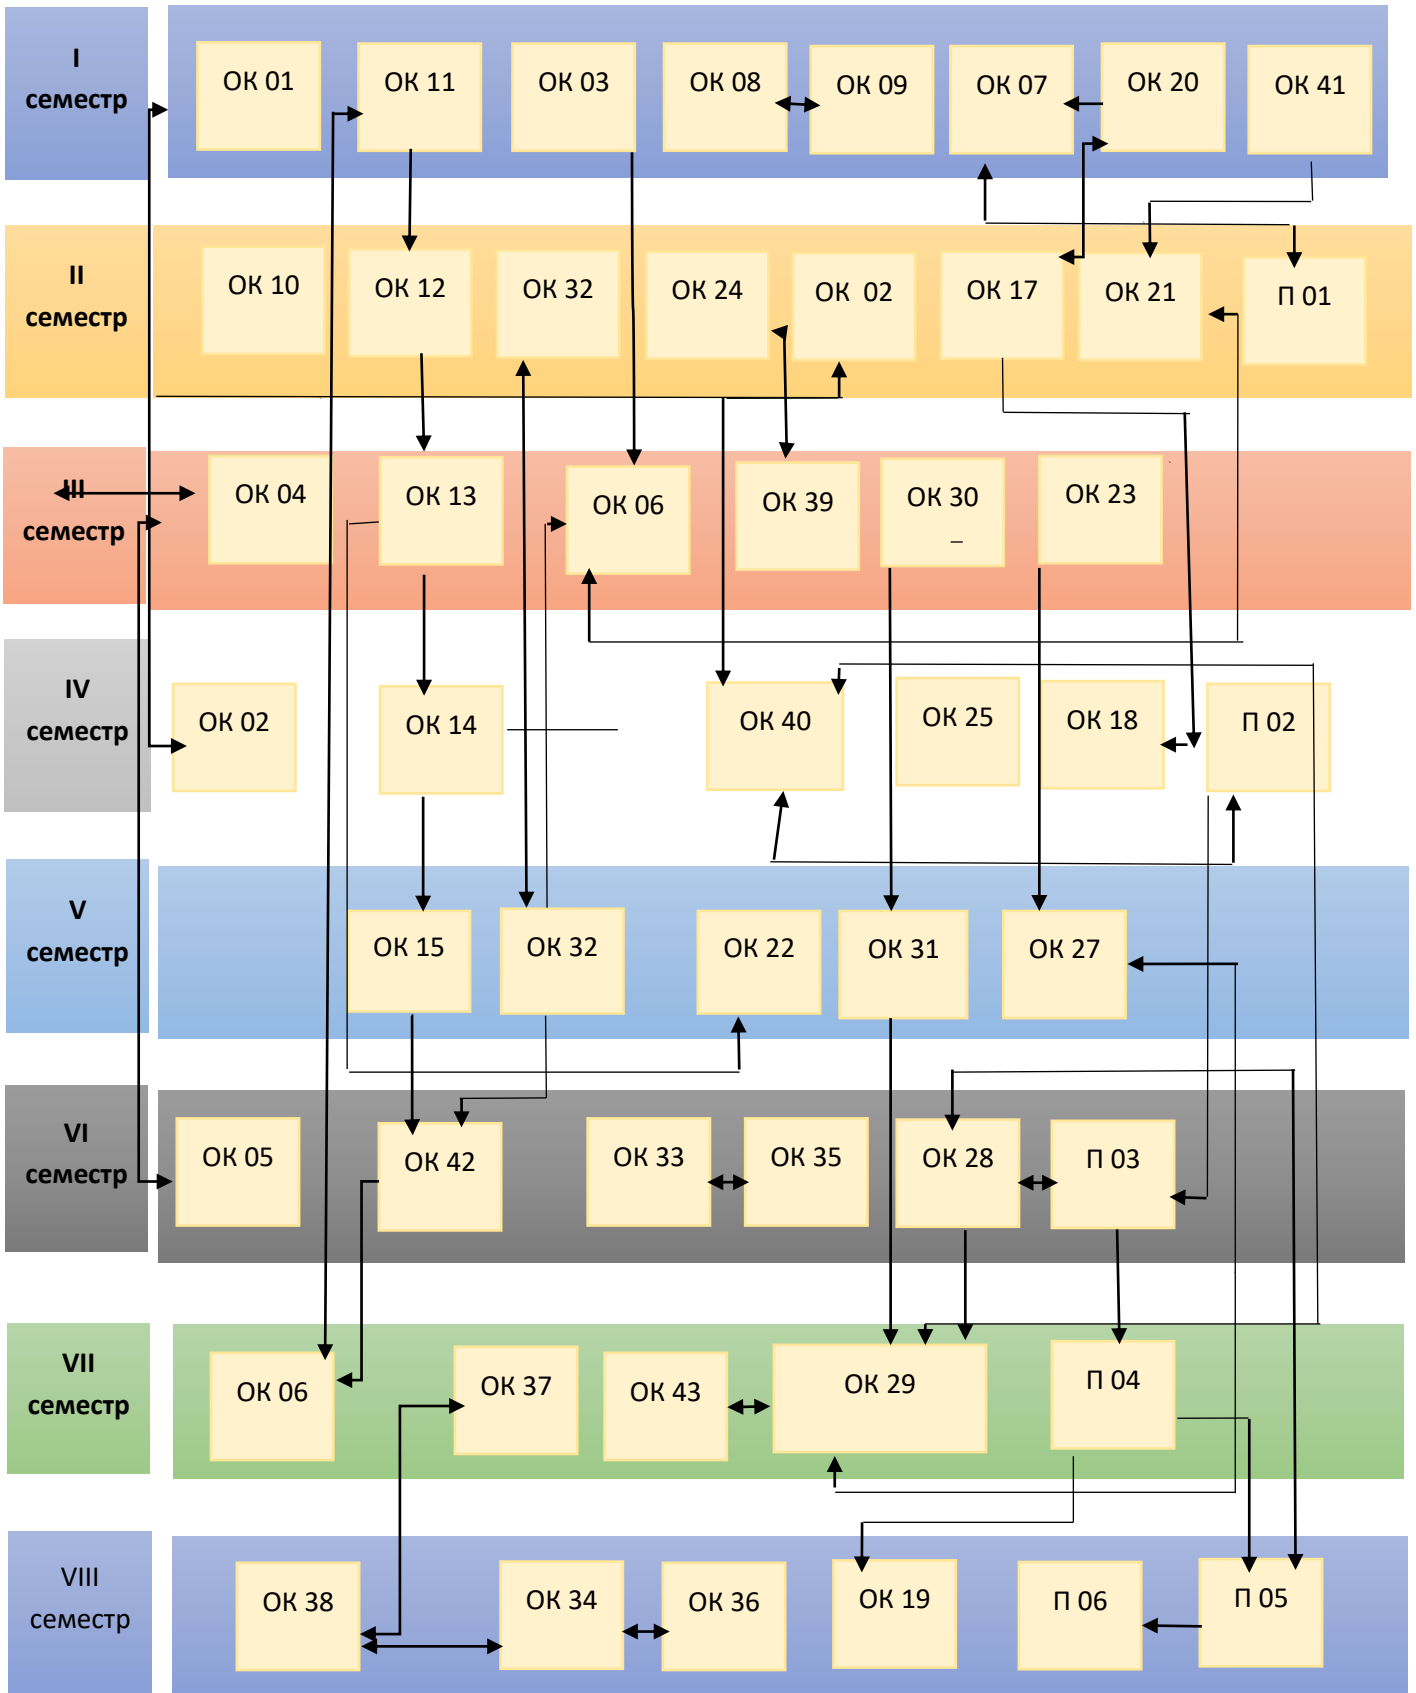 I
семестр
ОК 01
ОК 11
ОК 03
ОК 08
ОК 09
ОК 07
ОК 20
ОК 41
II
семестр
ОК 10
ОК 12
ОК 32
ОК 24
ОК 02
ОК 17
ОК 21
П 01
III
семестр
ОК 04
ОК 13
ОК 06
ОК 39
ОК 30
ОК 23
IV
семестр
ОК 02
ОК 14
ОК 40
ОК 25
ОК 18
П 02
V
семестр
ОК 15
ОК 32
ОК 22
ОК 31
ОК 27
VI
семестр
ОК 05
ОК 42
ОК 33
ОК 35
ОК 28
П 03
VII
семестр
ОК 06
ОК 37
ОК 43
ОК 29
П 04
VIII
семестр
ОК 38
ОК 34
ОК 36
ОК 19
П 06
П 05